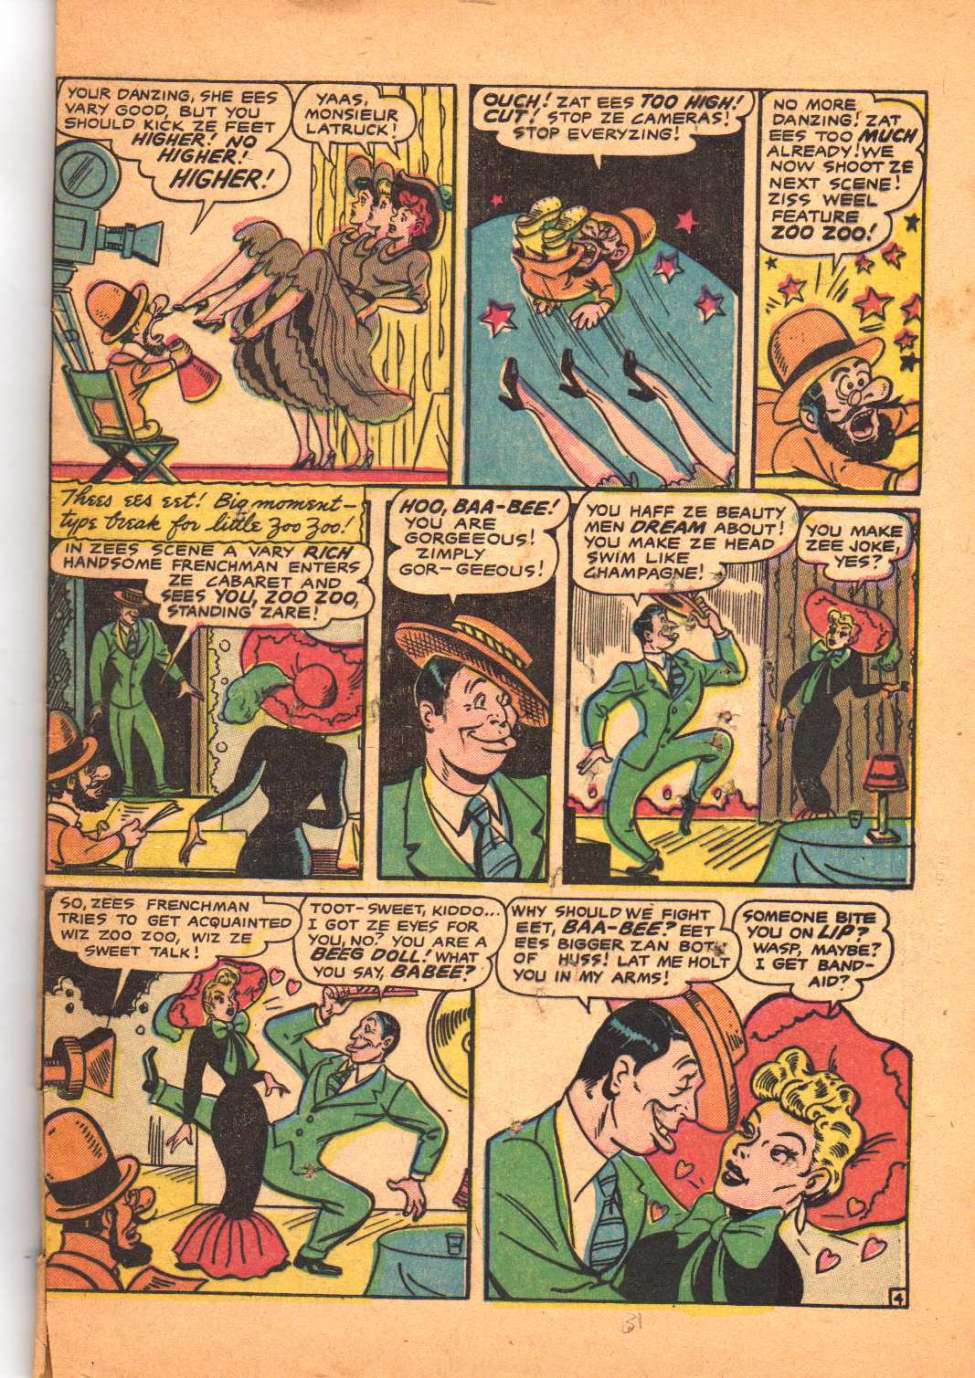 YOUR DANZING, SHE EES
VARY GOOD, BUT YOU
SHOULD KICK ZE FEET
HIGHER! NO
HIGHER!
HIGHER!
YAAS,
MONSIEUR
LATRUCK!
OUCH! ZAT EES TOO HIGH!
CUT! STOP ZE CAMERAS!
STOP EVERYZING!
NO MORE
DANZING! ZAT
EES TOO MUCH
ALREADY! WE
NOW SHOOT ZE
NEXT SCENE!
ZISS WEEL
FEATURE
ZOO ZOO!
Thees ees eet! Big moment-
type break for little Zoo Zoo!
IN ZEES SCENE A VARY RICH
HANDSOME FRENCHMAN ENTERS
ZE CABARET AND
SEES YOU, ZOO ZOO,
STANDING ZARE!
HOO, BAA-BEE!
YOU ARE
GORGEEOUS!
ZIMPLY
GOR-GEEOUS!
YOU HAFF ZE BEAUTY
MEN DREAM ABOUT!
YOU MAKE ZE HEAD
SWIM LIKE
CHAMPAGNE!
YOU MAKE
ZEE JOKE,
YES?
SO, ZEES FRENCHMAN
TRIES TO GET ACQUAINTED
WIZ ZOO ZOO, WIZ ZE
SWEET TALK!
TOOT-SWEET, KIDDO...
I GOT ZE EYES FOR
YOU, NO? YOU ARE A
BEEG DOLL! WHAT
YOU SAY, BABEE?
WHY SHOULD WE FIGHT
EET, BAA-BEE? EET
EES BIGGER ZAN BOTH
OF HUSS! LAT ME HOLT
YOU IN MY ARMS!
SOMEONE BITE
YOU ON LIP?
WASP, MAYBE?
I GET BAND-
AID?
4
31